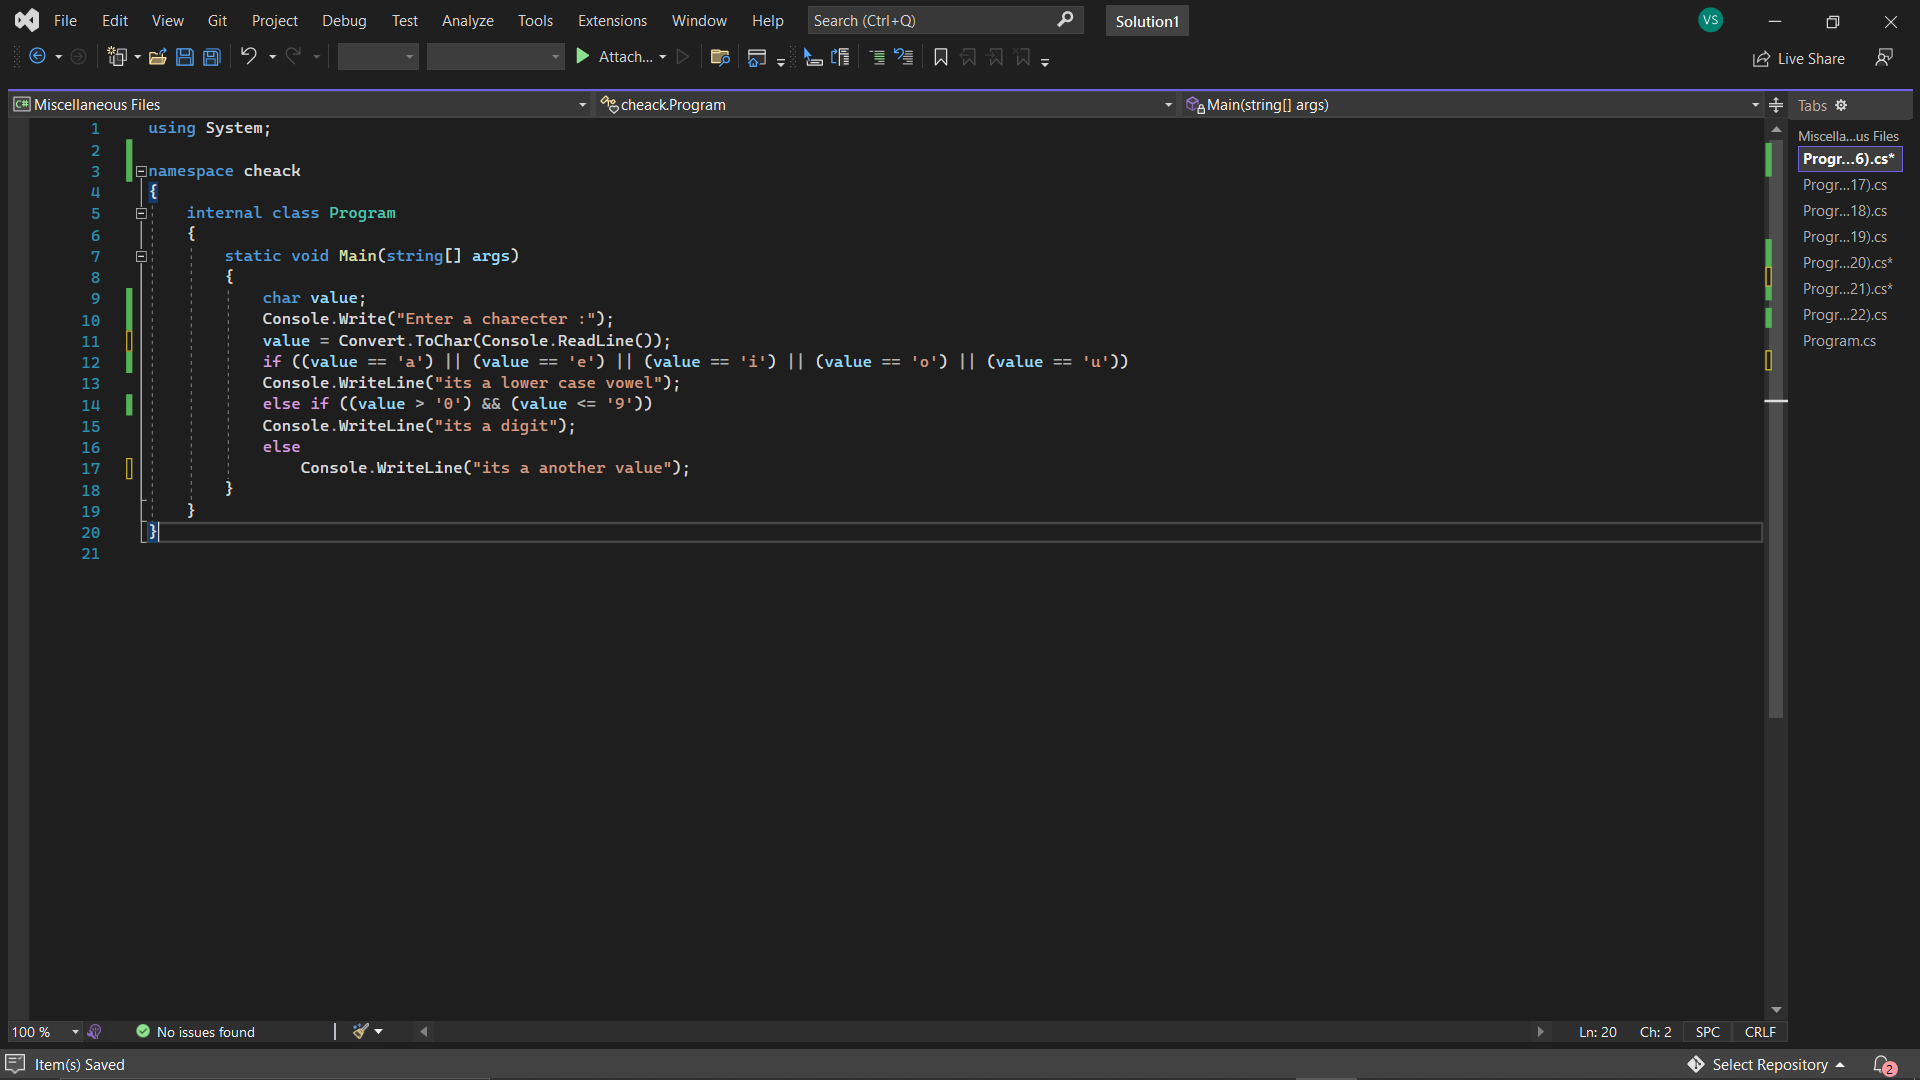 File Edit View Git Project Debug Test Analyze Tools Extensions Window Help Search (Ctrl+Q) Solution1 VS
Attach... Live Share
C# Miscellaneous Files cheack.Program Main(string[] args) Tabs
1 using System;
2
3 namespace cheack
4 {
5 internal class Program
6 {
7 static void Main(string[] args)
8 {
9 char value;
10 Console.Write("Enter a charecter :");
11 value = Convert.ToChar(Console.ReadLine());
12 if ((value == 'a') || (value == 'e') || (value == 'i') || (value == 'o') || (value == 'u'))
13 Console.WriteLine("its a lower case vowel");
14 else if ((value > '0') && (value <= '9'))
15 Console.WriteLine("its a digit");
16 else
17 Console.WriteLine("its a another value");
18 }
19 }
20 }
21
Miscella...us Files
Progr...6).cs*
Progr...17).cs
Progr...18).cs
Progr...19).cs
Progr...20).cs*
Progr...21).cs*
Progr...22).cs
Program.cs
100 % No issues found Ln: 20 Ch: 2 SPC CRLF
Item(s) Saved Select Repository 2